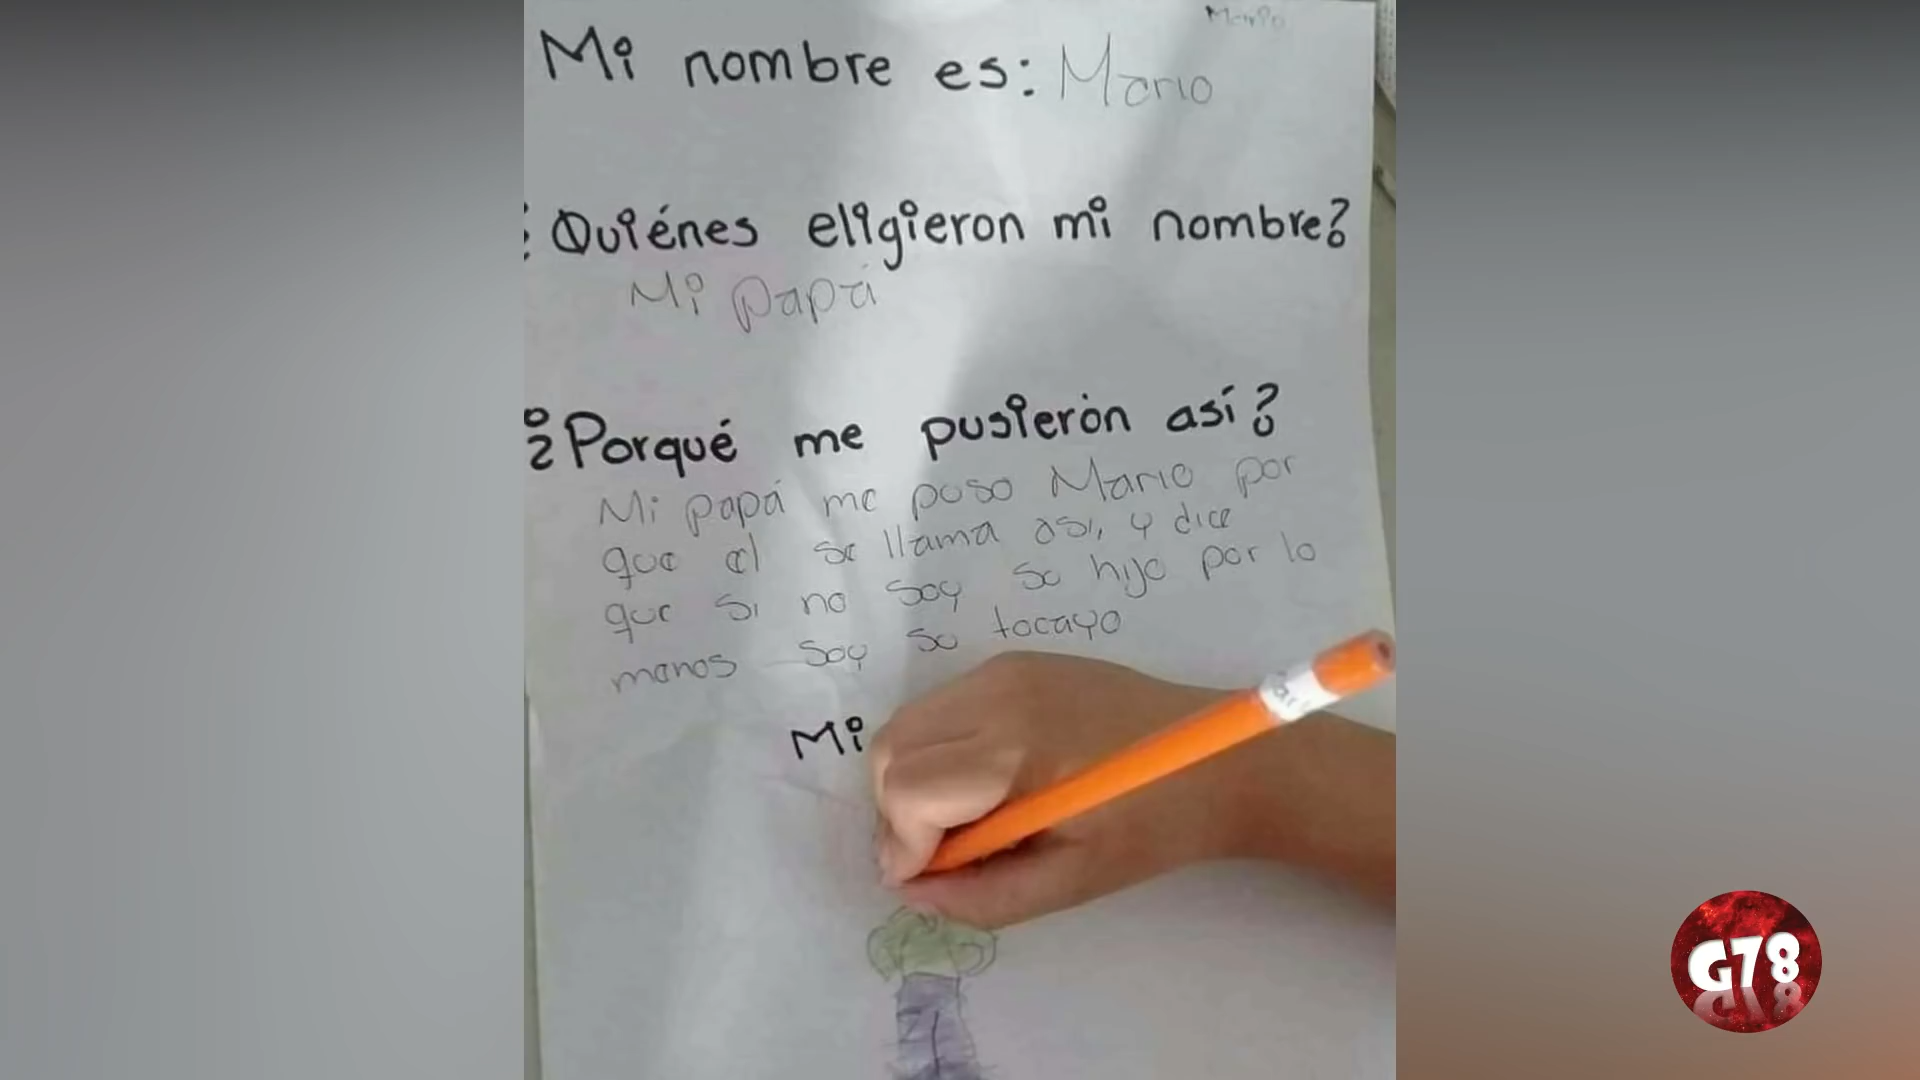 Mario
Mi nombre es: Mario
¿Quiénes eligieron mi nombre?
Mi papá
¿Porqué me pusieron así?
Mi papá me puso Mario por
que el se llama asi, y dice
que si no soy su hijo por lo
menos soy su tocayo
Mi
G78